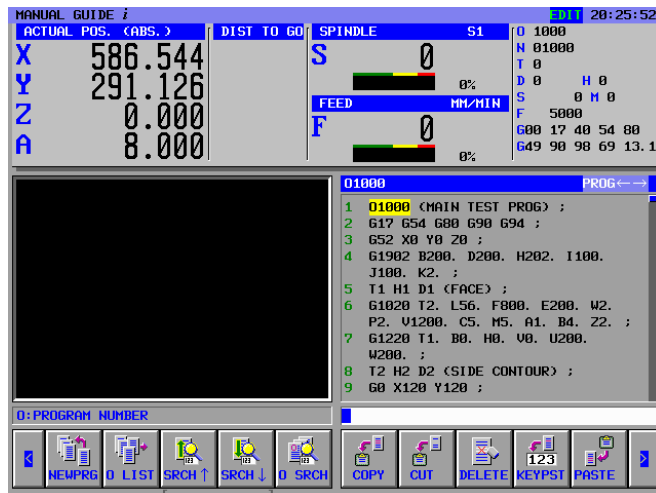 MANUAL GUIDE i
EDIT 20:25:52
ACTUAL POS. (ABS.)
X 586.544
Y 291.126
Z 0.000
A 8.000
DIST TO GO
SPINDLE S1
S 0
0%
FEED MM/MIN
F 0
0%
O 1000
N 01000
T 0
D 0 H 0
S 0 M 0
F 5000
G00 17 40 54 80
G49 90 98 69 13.1
O1000 PROG←→
1 O1000 (MAIN TEST PROG) ;
2 G17 G54 G80 G90 G94 ;
3 G52 X0 Y0 Z0 ;
4 G1902 B200. D200. H202. I100.
J100. K2. ;
5 T1 H1 D1 (FACE) ;
6 G1020 T2. L56. F800. E200. W2.
P2. V1200. C5. M5. A1. B4. Z2. ;
7 G1220 T1. B0. H0. V0. U200.
W200. ;
8 T2 H2 D2 (SIDE CONTOUR) ;
9 G0 X120 Y120 ;
O:PROGRAM NUMBER
NEWPRG
O LIST
SRCH↑
SRCH↓
O SRCH
COPY
CUT
DELETE
123
KEYPST
PASTE